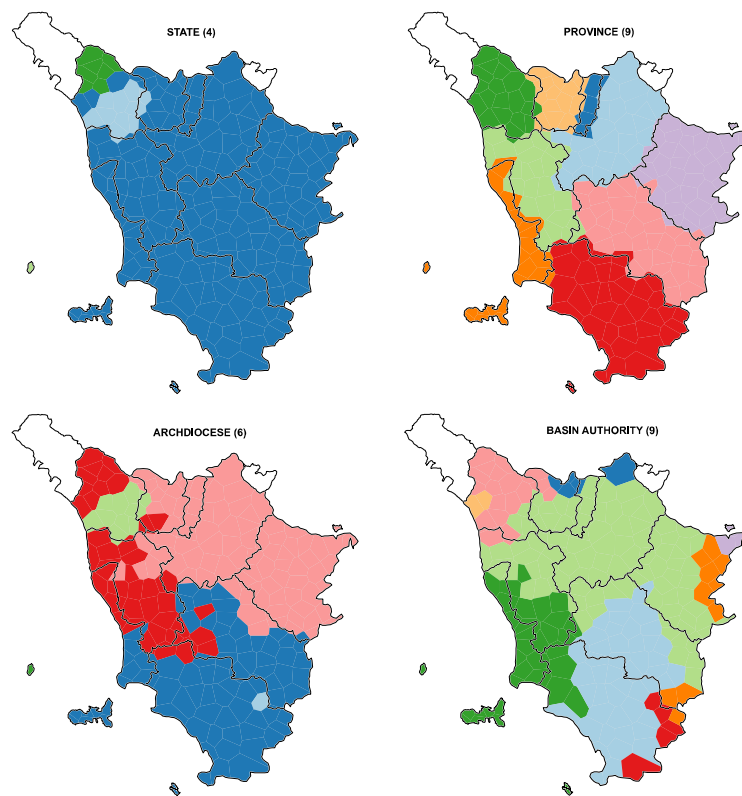 STATE (4)
PROVINCE (9)
ARCHDIOCESE (6)
BASIN AUTHORITY (9)